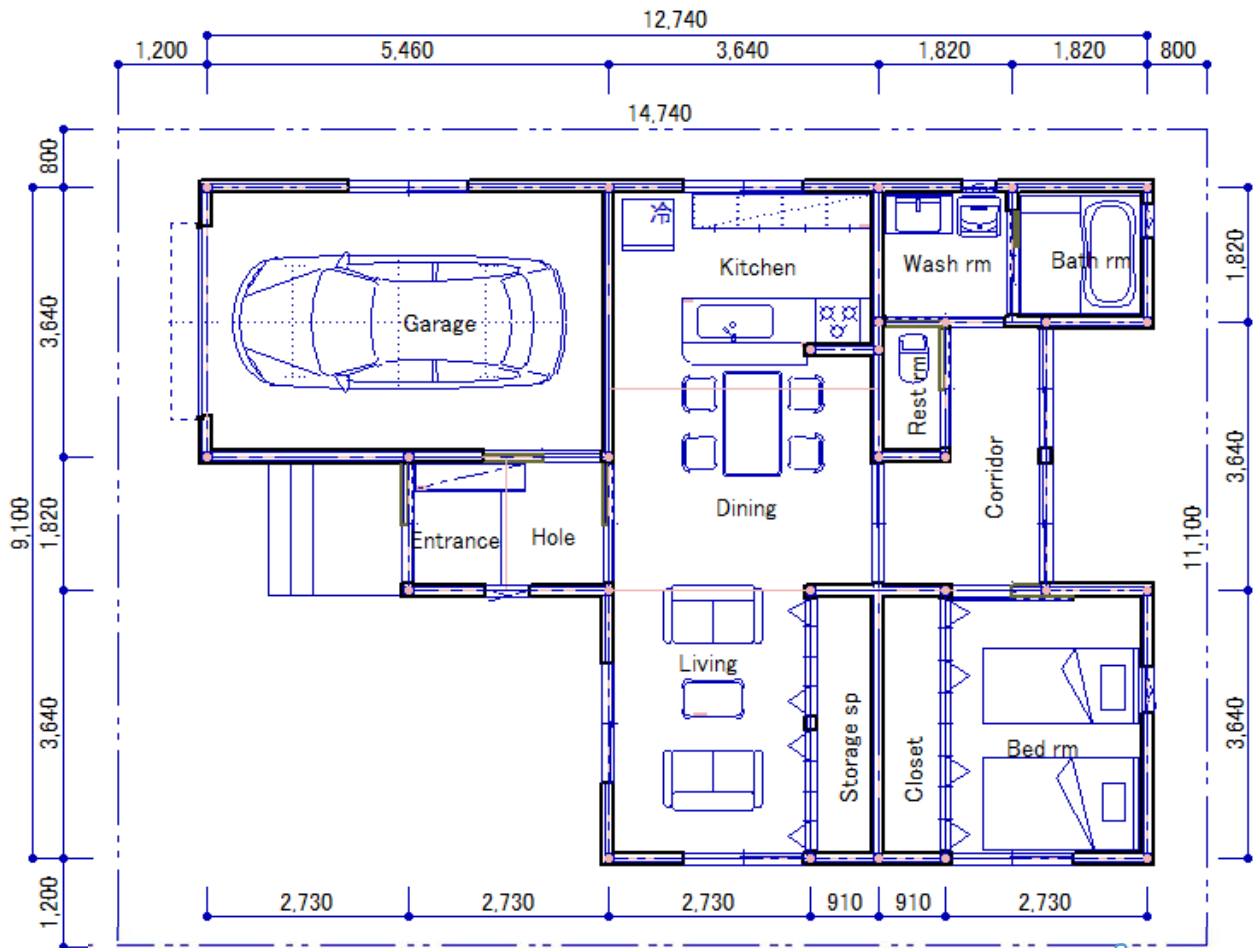 12,740
1,200 5,460 3,640 1,820 1,820 800
14,740
800
冷
Kitchen Wash rm Bath rm
1,820
Garage
3,640
Rest rm
3,640
Corridor
Dining
9,100
1,820
Entrance Hole
11,100
Living
3,640
Storage sp
Closet
Bed rm
3,640
1,200
2,730 2,730 2,730 910 910 2,730